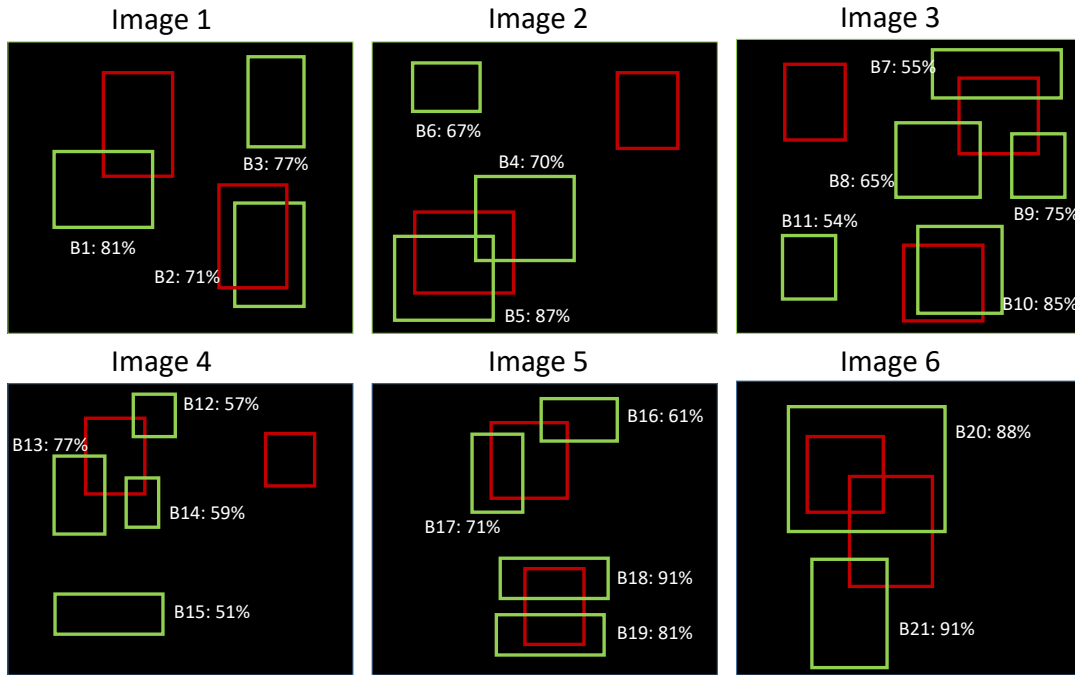 Image 1
Image 2
Image 3
B1: 81%
B2: 71%
B3: 77%
B6: 67%
B4: 70%
B5: 87%
B7: 55%
B8: 65%
B9: 75%
B11: 54%
B10: 85%
Image 4
Image 5
Image 6
B12: 57%
B13: 77%
B14: 59%
B15: 51%
B16: 61%
B17: 71%
B18: 91%
B19: 81%
B20: 88%
B21: 91%